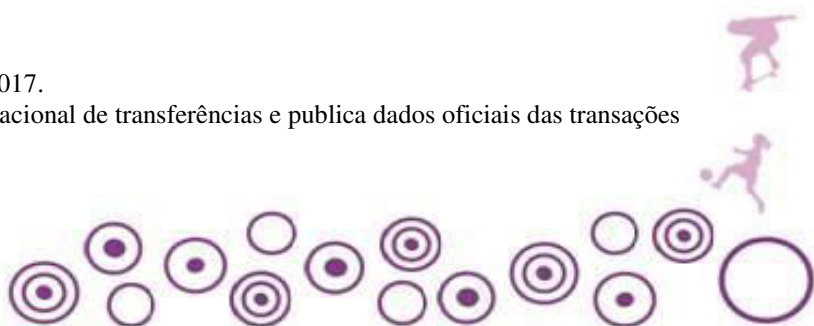 017.
acional de transferências e publica dados oficiais das transações